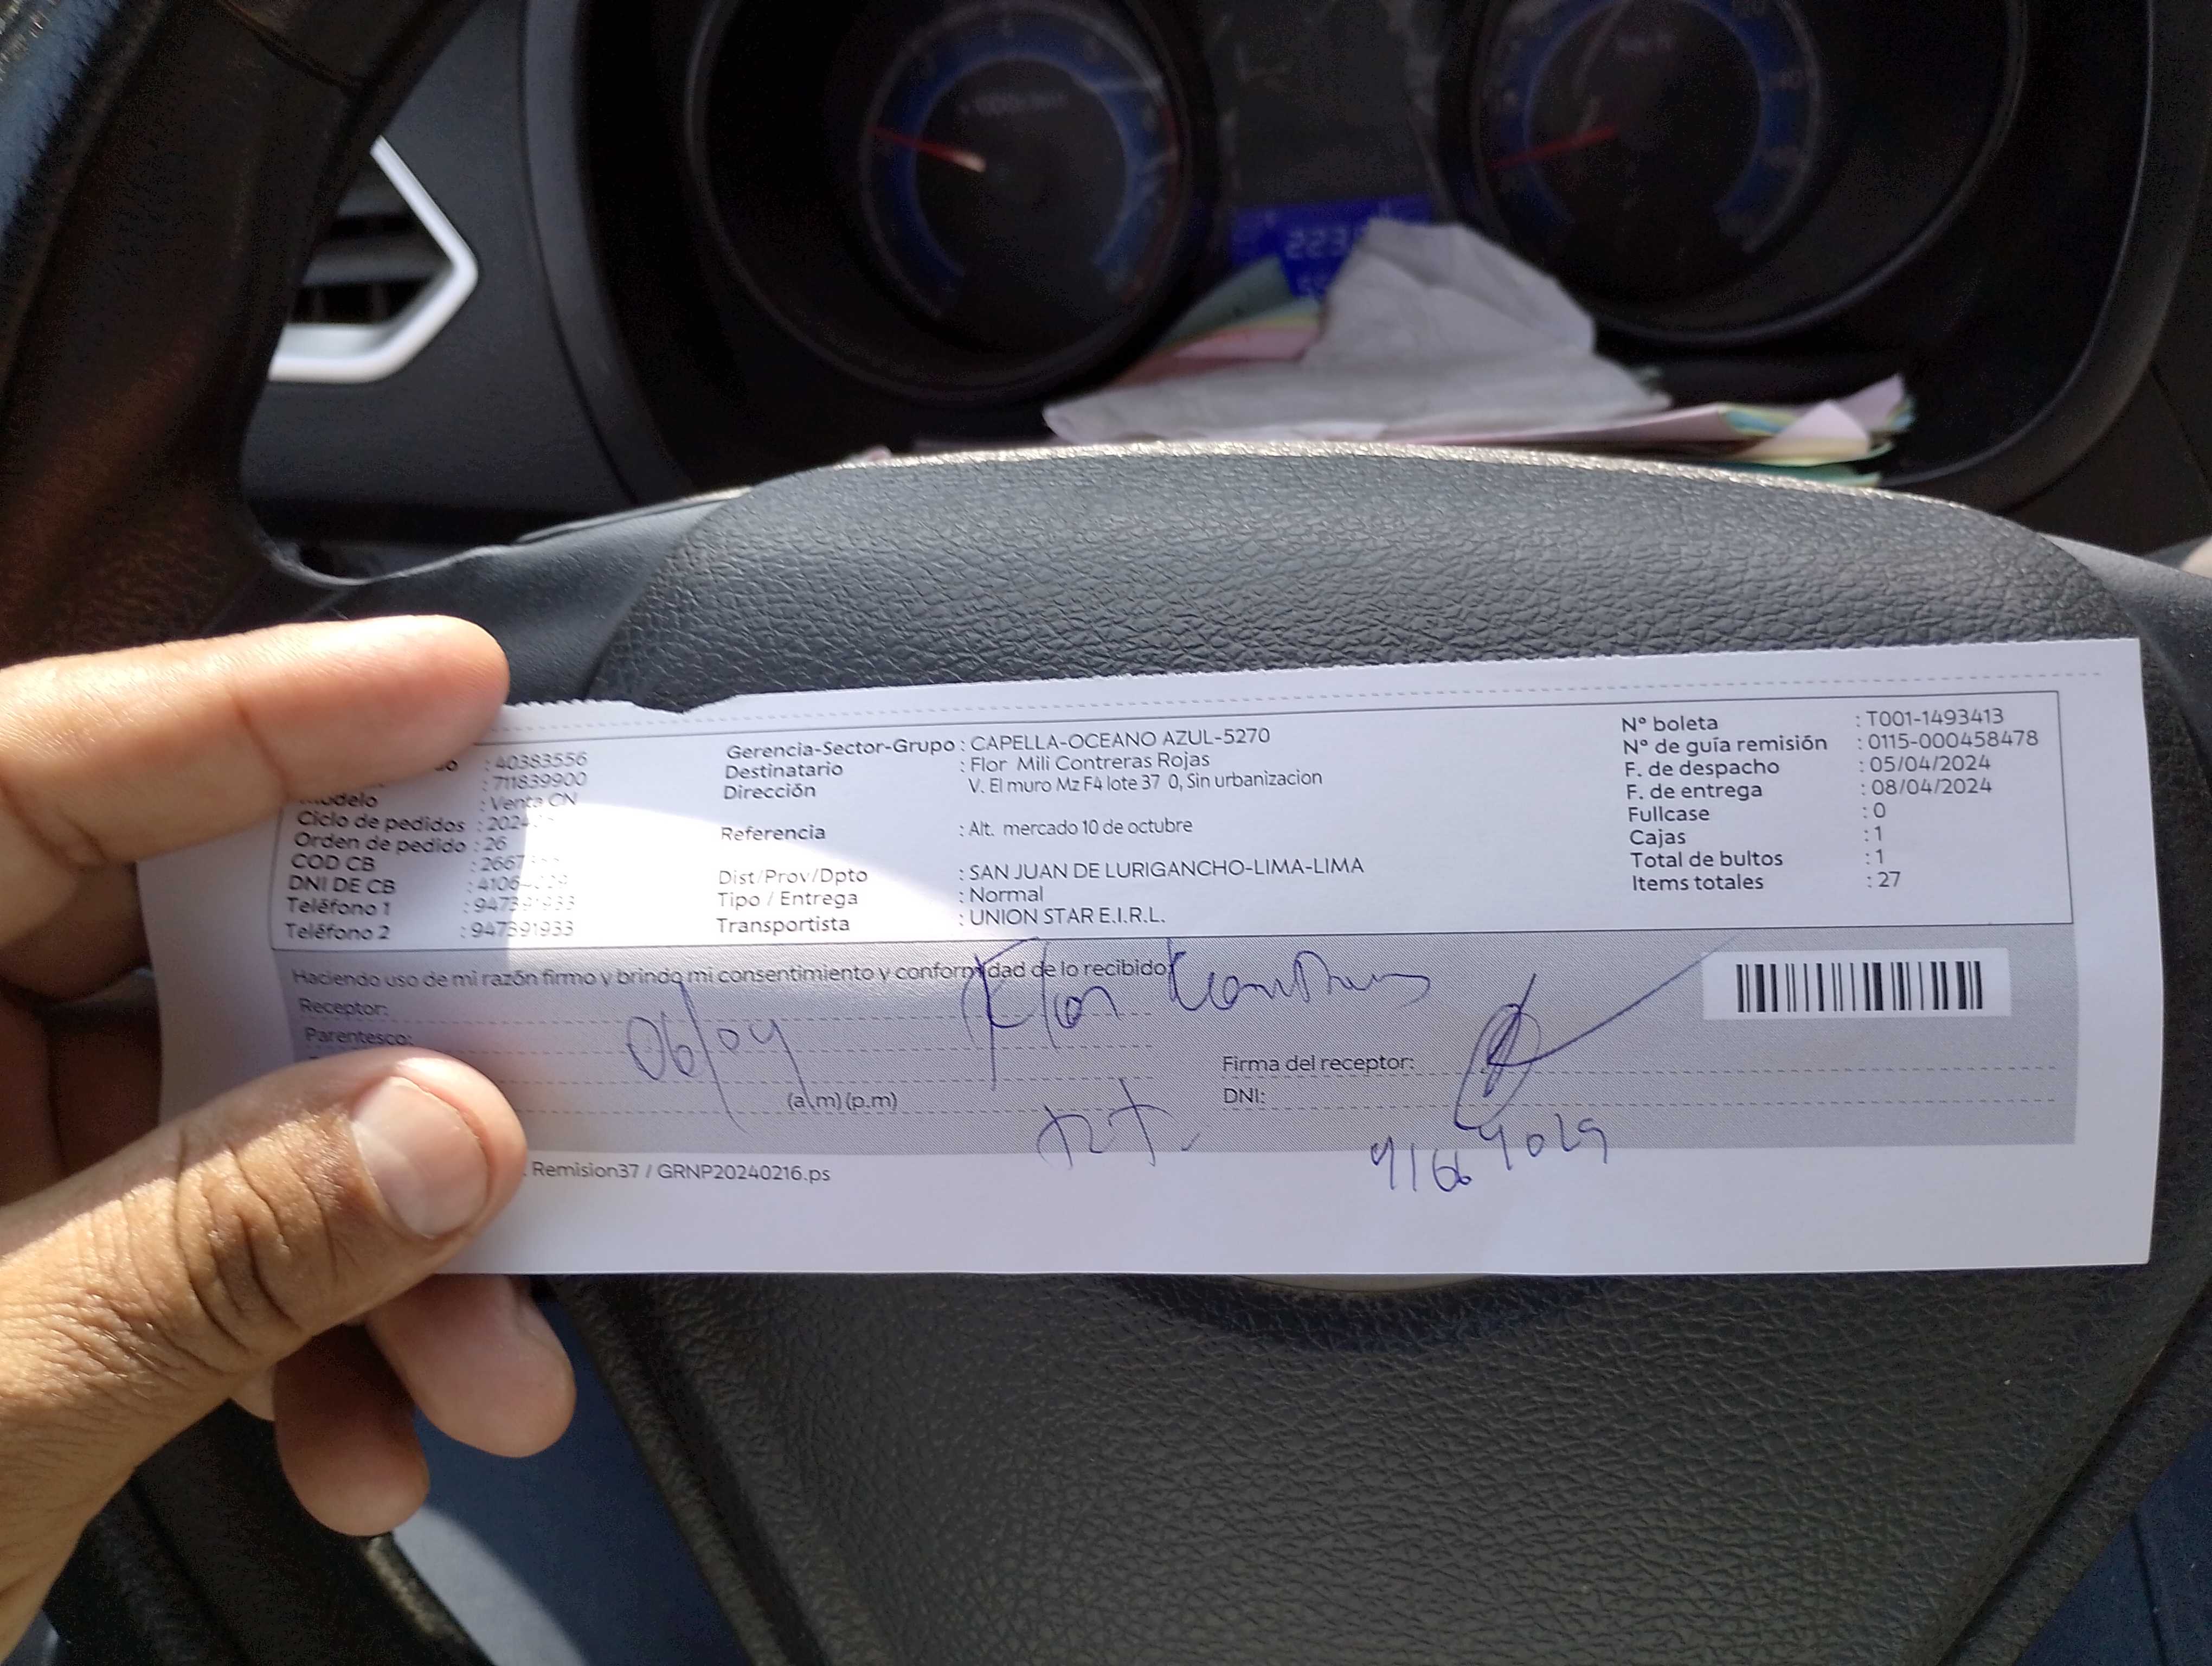 : 40383556
: 711839900
Modelo : Venta CN
Ciclo de pedidos : 2024
Orden de pedido : 26
COD CB : 2667
DNI DE CB : 4106
Teléfono 1 : 947391933
Teléfono 2 : 947391933
Gerencia-Sector-Grupo : CAPELLA-OCEANO AZUL-5270
Destinatario : Flor Mili Contreras Rojas
Dirección V. El muro Mz F4 lote 37 0, Sin urbanizacion
Referencia : Alt. mercado 10 de octubre
Dist/Prov/Dpto : SAN JUAN DE LURIGANCHO-LIMA-LIMA
Tipo / Entrega : Normal
Transportista : UNION STAR E.I.R.L.
N° boleta : T001-1493413
N° de guía remisión : 0115-000458478
F. de despacho : 05/04/2024
F. de entrega : 08/04/2024
Fullcase : 0
Cajas : 1
Total de bultos : 1
Items totales : 27
Haciendo uso de mi razón firmo y brindo mi consentimiento y conformidad de lo recibido
Receptor:
Parentesco:
06/04
Flor
(a.m) (p.m)
Firma del receptor:
DNI:
Remision37 / GRNP20240216.ps